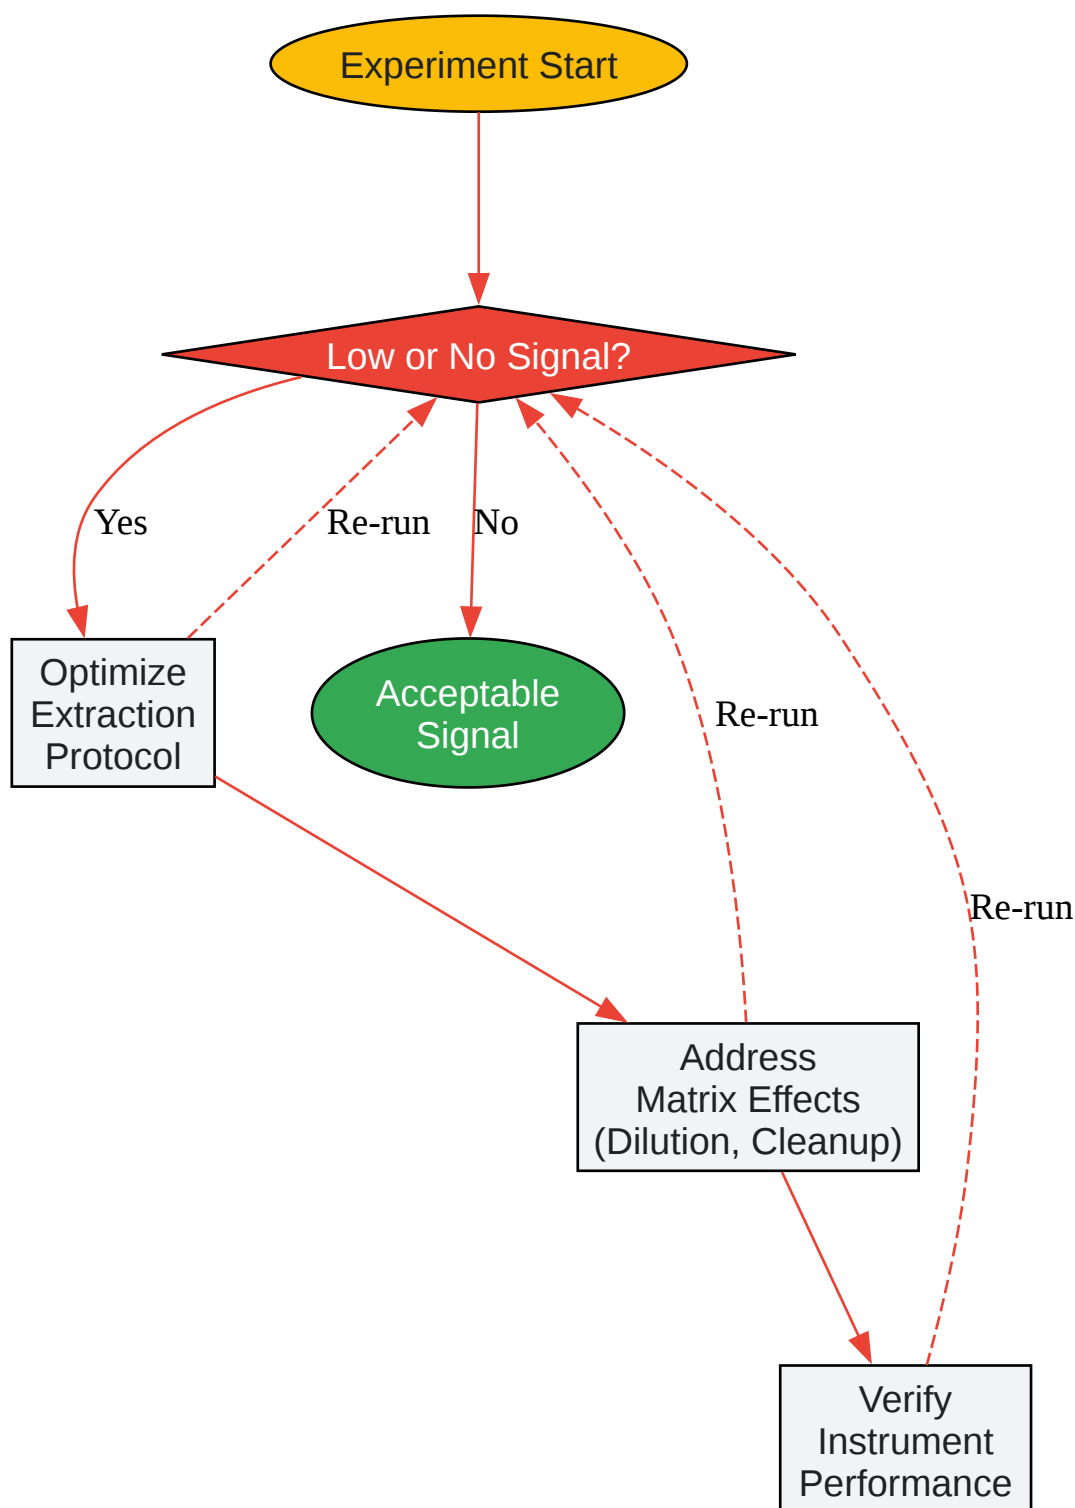 Experiment Start
Low or No Signal?
Yes
Re-run
No
Optimize
Extraction
Protocol
Acceptable
Signal
Re-run
Re-run
Address
Matrix Effects
(Dilution, Cleanup)
Verify
Instrument
Performance